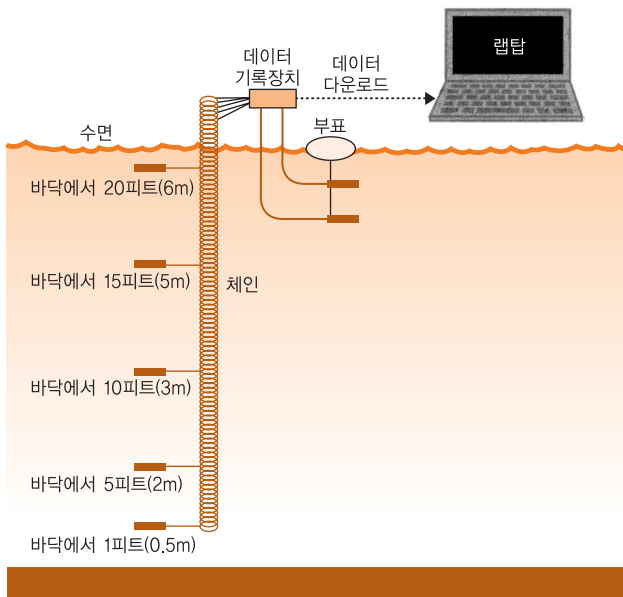 랩탑
데이터
기록장치
데이터
다운로드
수면
부표
바닥에서 20피트(6m)
바닥에서 15피트(5m)
체인
바닥에서 10피트(3m)
바닥에서 5피트(2m)
바닥에서 1피트(0.5m)